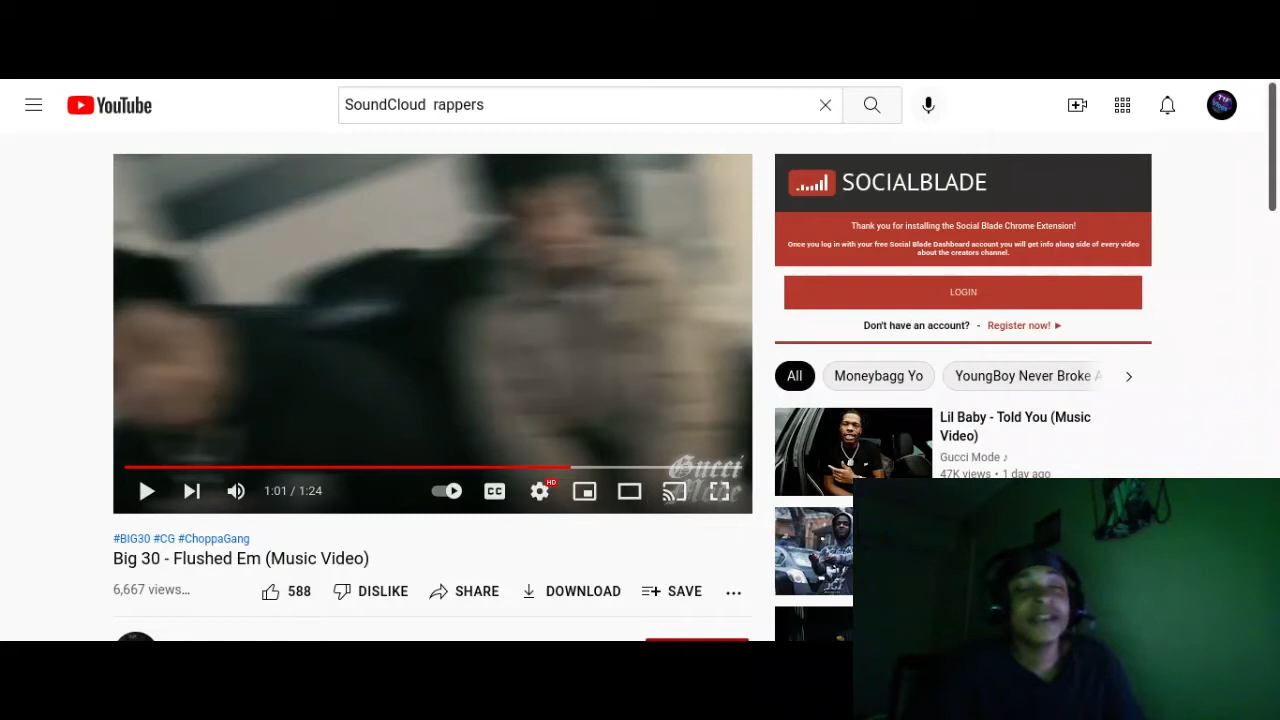 YouTube
SoundCloud rappers
SOCIALBLADE
Thank you for installing the Social Blade Chrome Extension!
Once you log in with your free Social Blade Dashboard account you will get info along side of every video
about the creators channel.
LOGIN
Don't have an account? - Register now! ►
All
Moneybagg Yo
YoungBoy Never Broke
Lil Baby - Told You (Music
Video)
Gucci Mode ♪
47K views • 1 day ago
Gucci
1:01 / 1:24
CC
HD
#BIG30 #CG #ChoppaGang
Big 30 - Flushed Em (Music Video)
6,667 views...
588
DISLIKE
SHARE
DOWNLOAD
SAVE